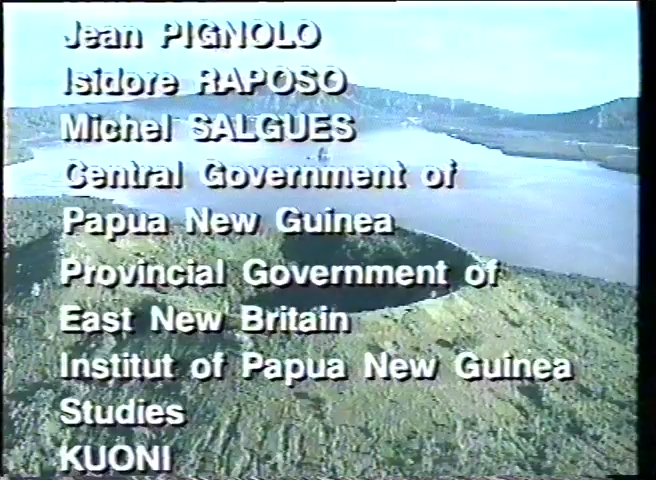 Jean PIGNOLO
Isidore RAPOSO
Michel SALGUES
Central Government of
Papua New Guinea
Provincial Government of
East New Britain
Institut of Papua New Guinea
Studies
KUONI